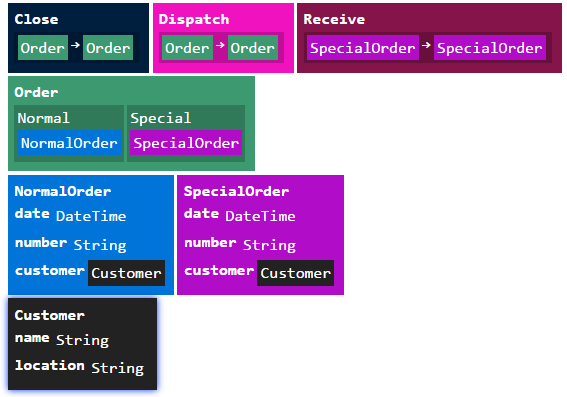 Close Dispatch Receive
Order → Order Order → Order SpecialOrder → SpecialOrder
Order
Normal Special
NormalOrder SpecialOrder
NormalOrder SpecialOrder
date DateTime date DateTime
number String number String
customer Customer customer Customer
Customer
name String
location String